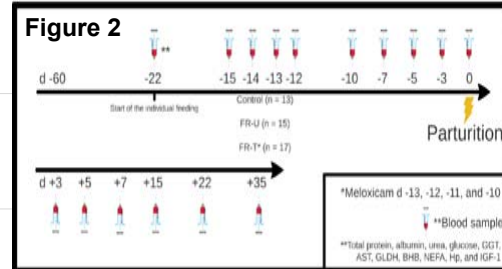 Figure 2
**
d -60 -22 -15 -14 -13 -12 -10 -7 -5 -3 0
Start of the individual feeding
Control (n = 13)
FR-U (n = 15)
FR-T* (n = 17)
Parturition
d +3 +5 +7 +15 +22 +35
*Meloxicam d -13, -12, -11, and -10
**Blood sample
**Total protein, albumin, urea, glucose, GGT,
AST, GLDH, BHB, NEFA, Hp, and IGF-1